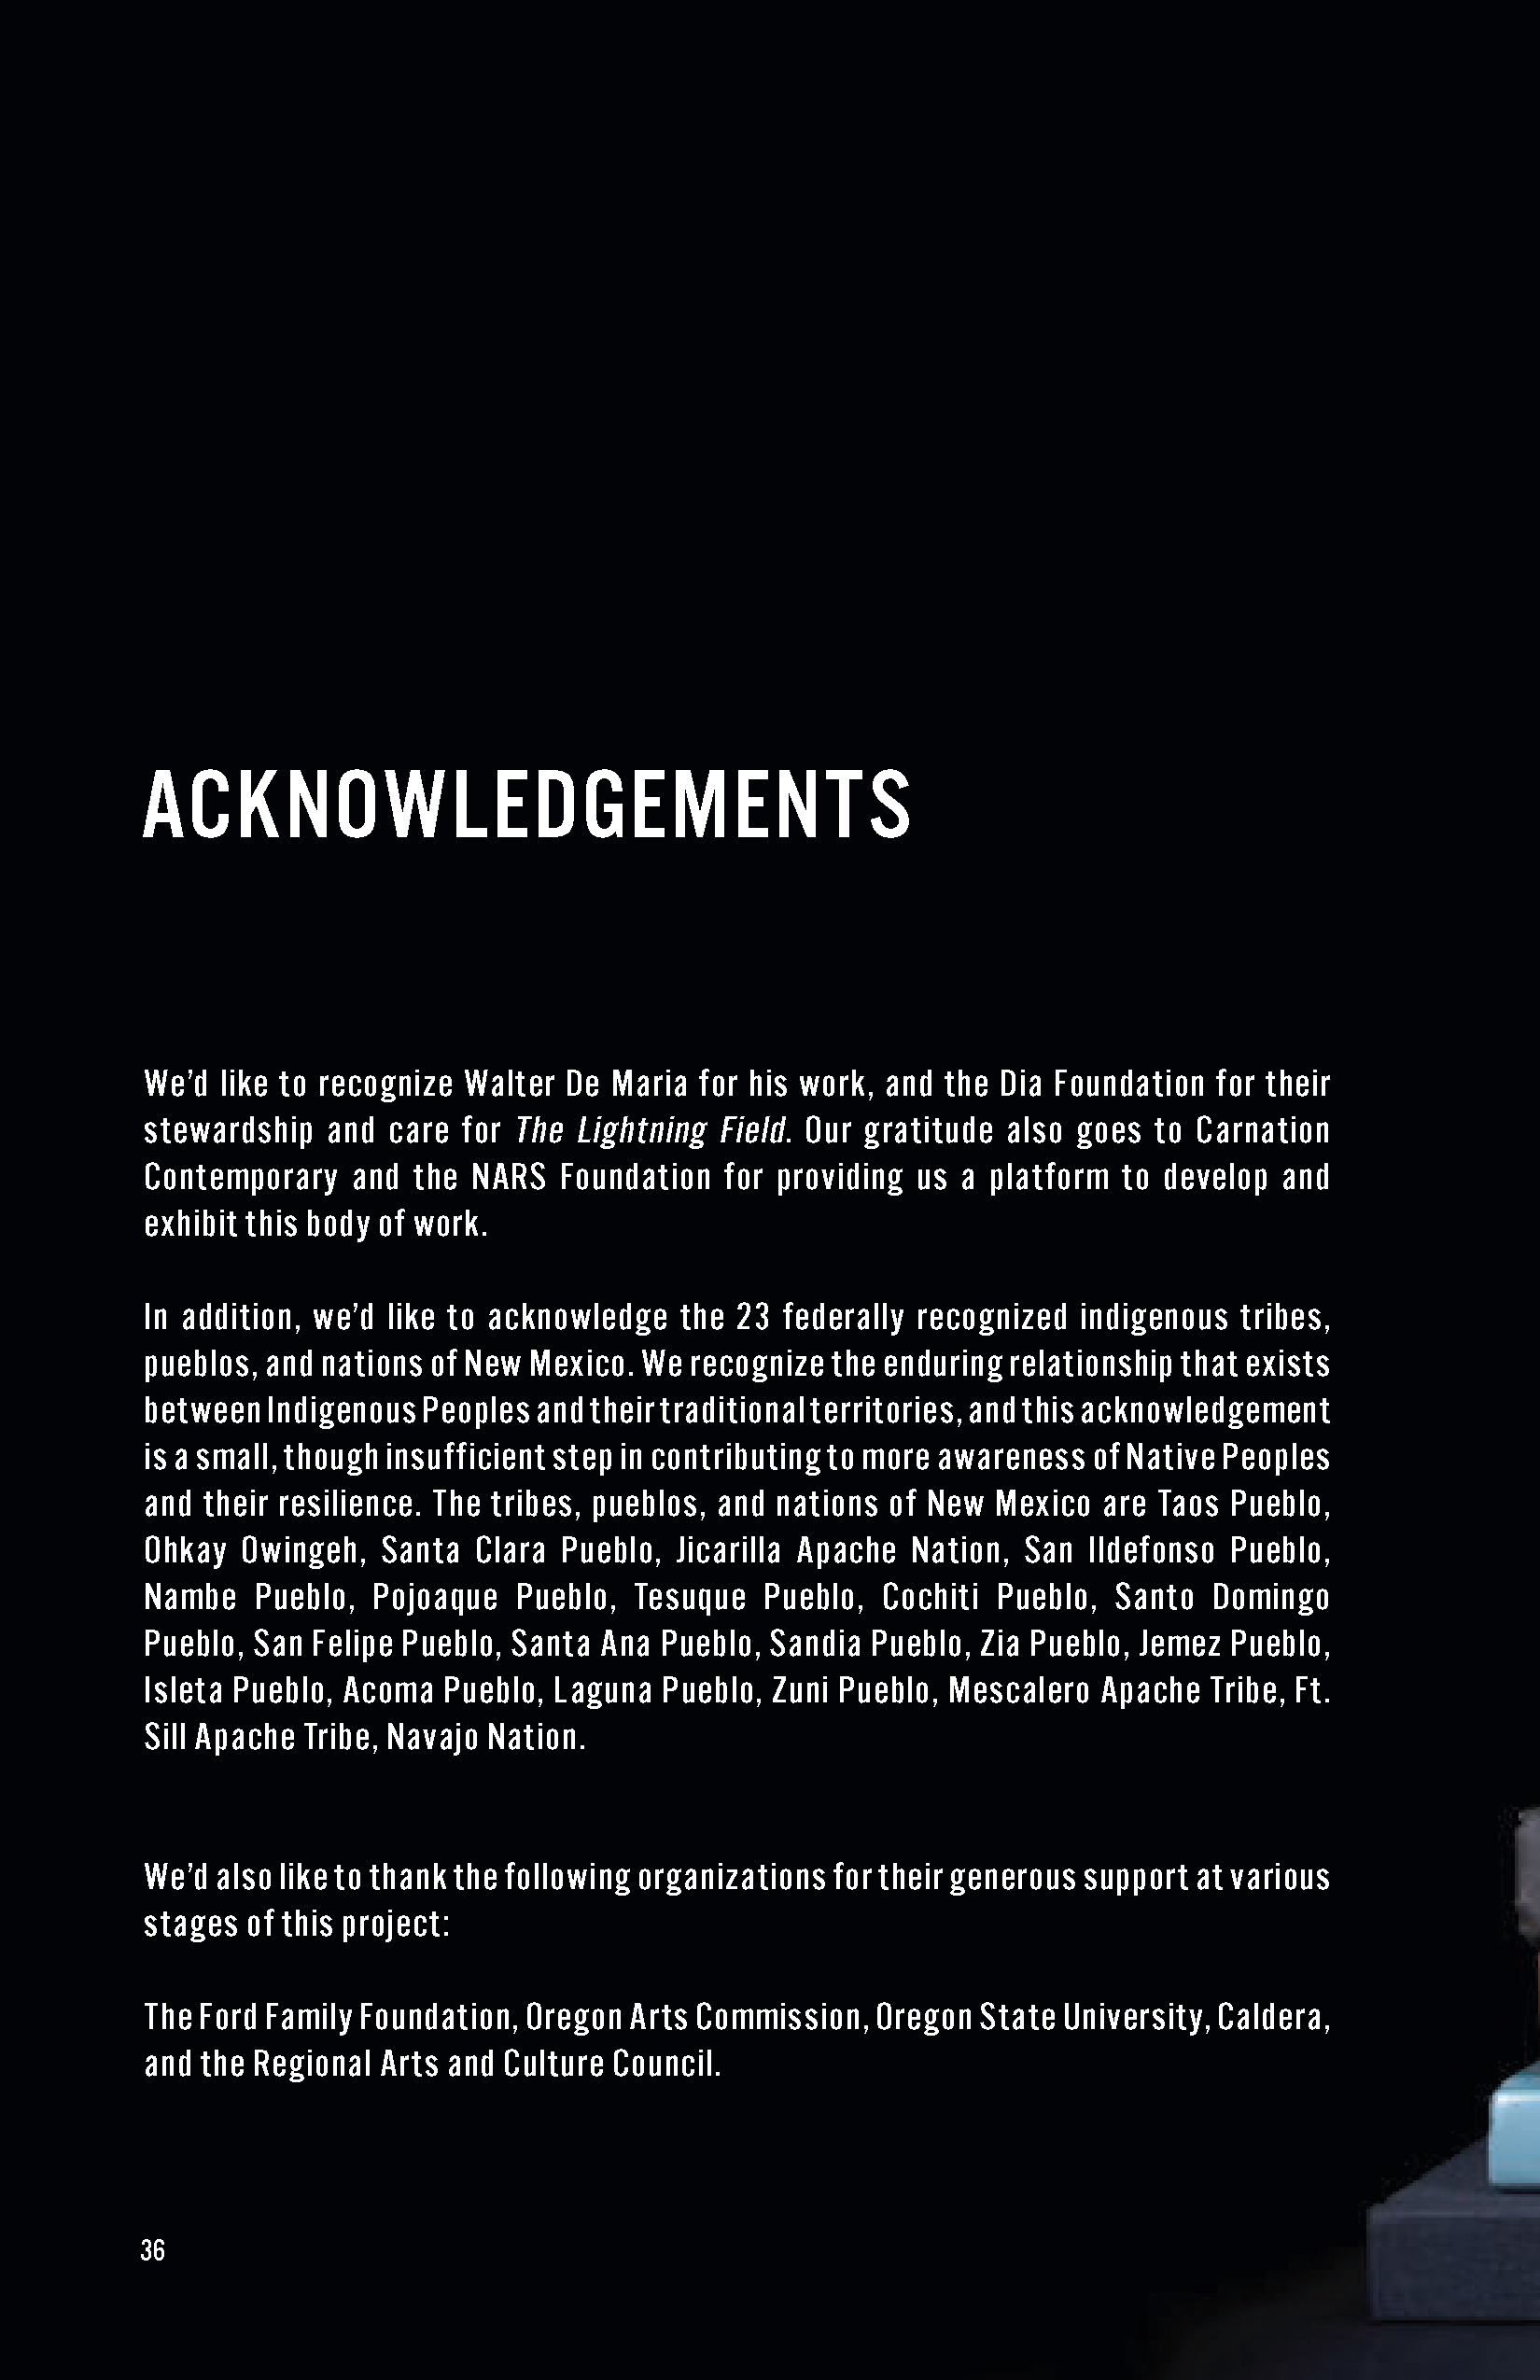 ACKNOWLEDGEMENTS
We’d like to recognize Walter De Maria for his work, and the Dia Foundation for their
stewardship and care for The Lightning Field. Our gratitude also goes to Carnation
Contemporary and the NARS Foundation for providing us a platform to develop and
exhibit this body of work.
In addition, we’d like to acknowledge the 23 federally recognized indigenous tribes,
pueblos, and nations of New Mexico. We recognize the enduring relationship that exists
between Indigenous Peoples and their traditional territories, and this acknowledgement
is a small, though insufficient step in contributing to more awareness of Native Peoples
and their resilience. The tribes, pueblos, and nations of New Mexico are Taos Pueblo,
Ohkay Owingeh, Santa Clara Pueblo, Jicarilla Apache Nation, San Ildefonso Pueblo,
Nambe Pueblo, Pojoaque Pueblo, Tesuque Pueblo, Cochiti Pueblo, Santo Domingo
Pueblo, San Felipe Pueblo, Santa Ana Pueblo, Sandia Pueblo, Zia Pueblo, Jemez Pueblo,
Isleta Pueblo, Acoma Pueblo, Laguna Pueblo, Zuni Pueblo, Mescalero Apache Tribe, Ft.
Sill Apache Tribe, Navajo Nation.
We’d also like to thank the following organizations for their generous support at various
stages of this project:
The Ford Family Foundation, Oregon Arts Commission, Oregon State University, Caldera,
and the Regional Arts and Culture Council.
36